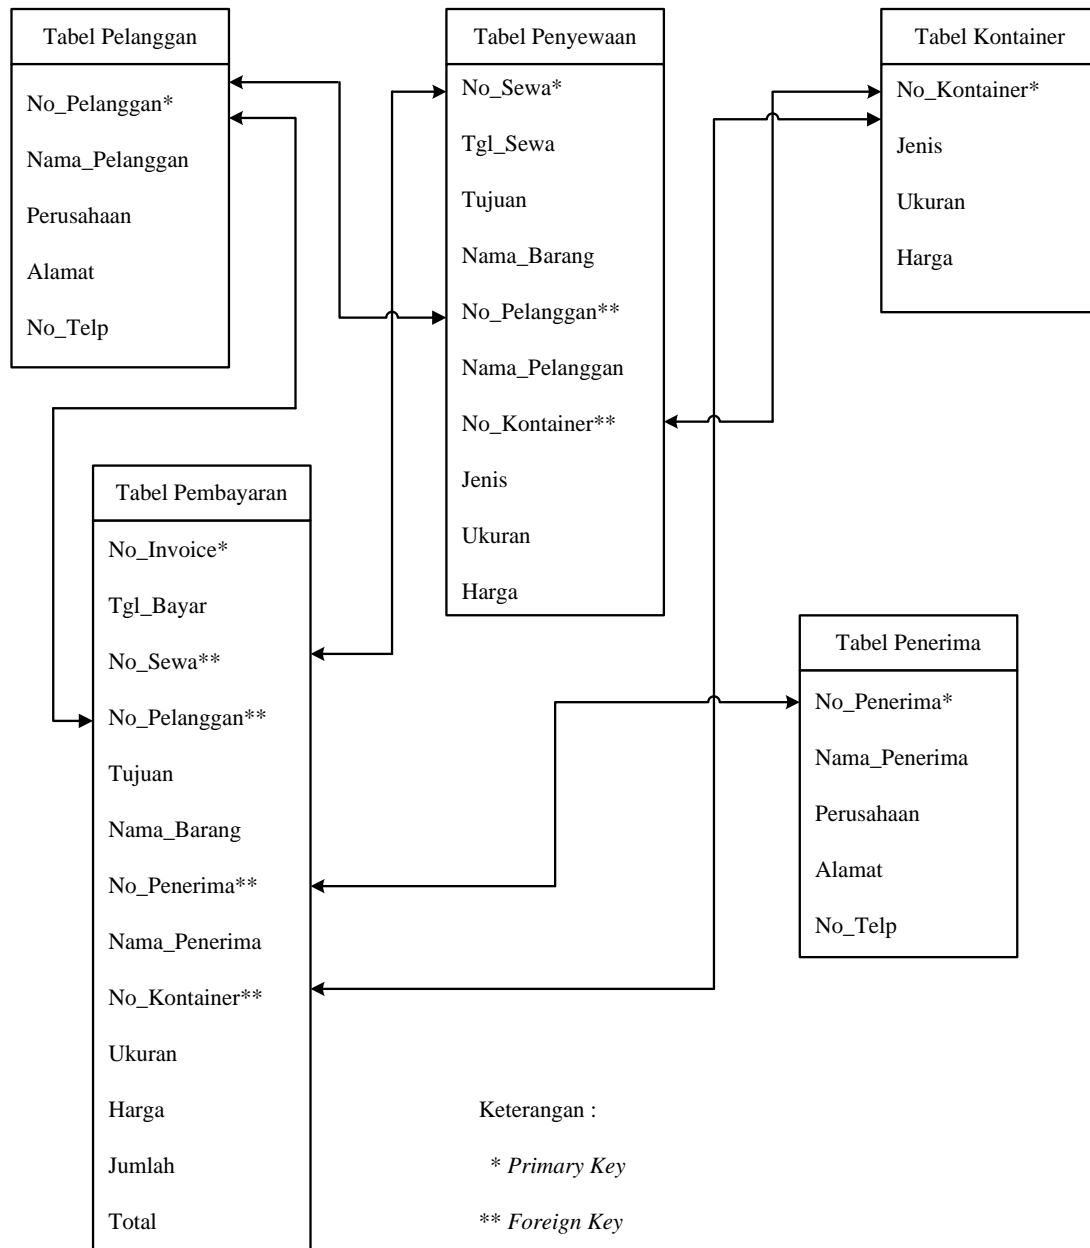 Tabel Pelanggan
No_Pelanggan*
Nama_Pelanggan
Perusahaan
Alamat
No_Telp
Tabel Penyewaan
No_Sewa*
Tgl_Sewa
Tujuan
Nama_Barang
No_Pelanggan**
Nama_Pelanggan
No_Kontainer**
Jenis
Ukuran
Harga
Tabel Kontainer
No_Kontainer*
Jenis
Ukuran
Harga
Tabel Pembayaran
No_Invoice*
Tgl_Bayar
No_Sewa**
No_Pelanggan**
Tujuan
Nama_Barang
No_Penerima**
Nama_Penerima
No_Kontainer**
Ukuran
Harga
Jumlah
Total
Tabel Penerima
No_Penerima*
Nama_Penerima
Perusahaan
Alamat
No_Telp
Keterangan :
* Primary Key
** Foreign Key